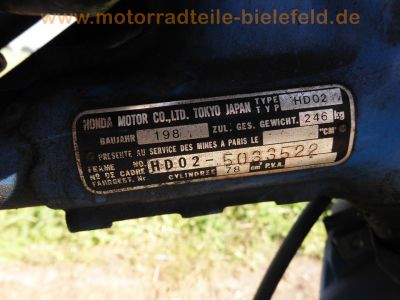 © www.motorradteile-bielefeld.de
HONDA MOTOR CO.,LTD. TOKYO JAPAN TYPE TYP HD02
BAUJAHR 198 ZUL. GES. GEWICHT. 246 kg
PRESENTE AU SERVICE DES MINES A PARIS LE "CM"
FRAME NO.
NO DE CADRE HD02-5033522
FAHRGEST. Nr. CYLINDREE 78 cm³ P.V.A.